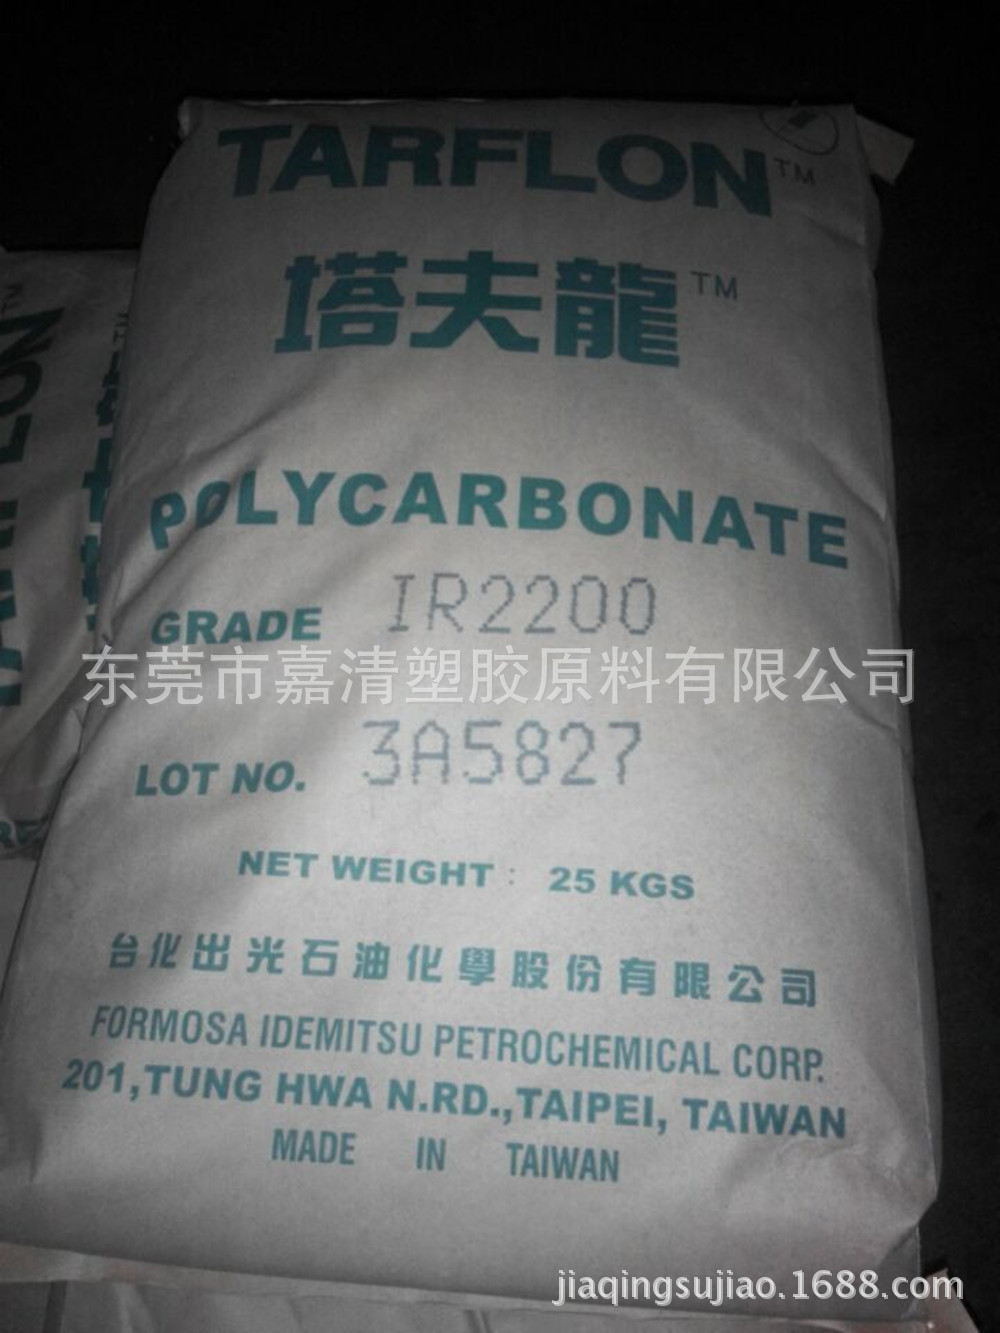 TARFLON™
塔夫龍™
POLYCARBONATE
GRADE IR2200
东莞市嘉清塑胶原料有限公司
LOT NO. 3A5827
NET WEIGHT: 25 KGS
台化出光石油化學股份有限公司
FORMOSA IDEMITSU PETROCHEMICAL CORP.
201,TUNG HWA N.RD.,TAIPEI, TAIWAN
MADE IN TAIWAN
jiaqingsujiao.1688.com